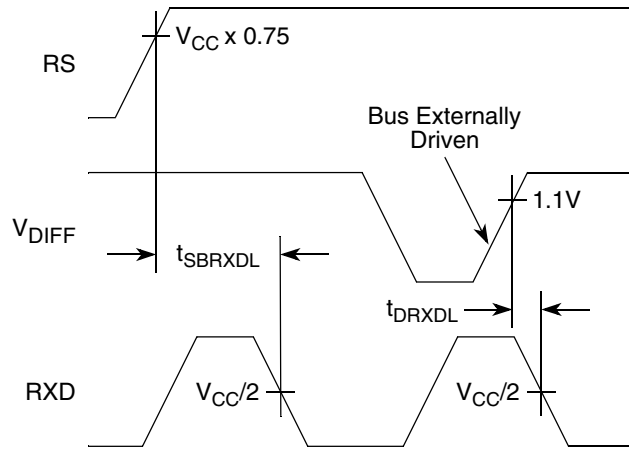 V_CC x 0.75
RS
Bus Externally
Driven
1.1V
V_DIFF
t_SBRXDL
t_DRXDL
RXD
V_CC/2
V_CC/2